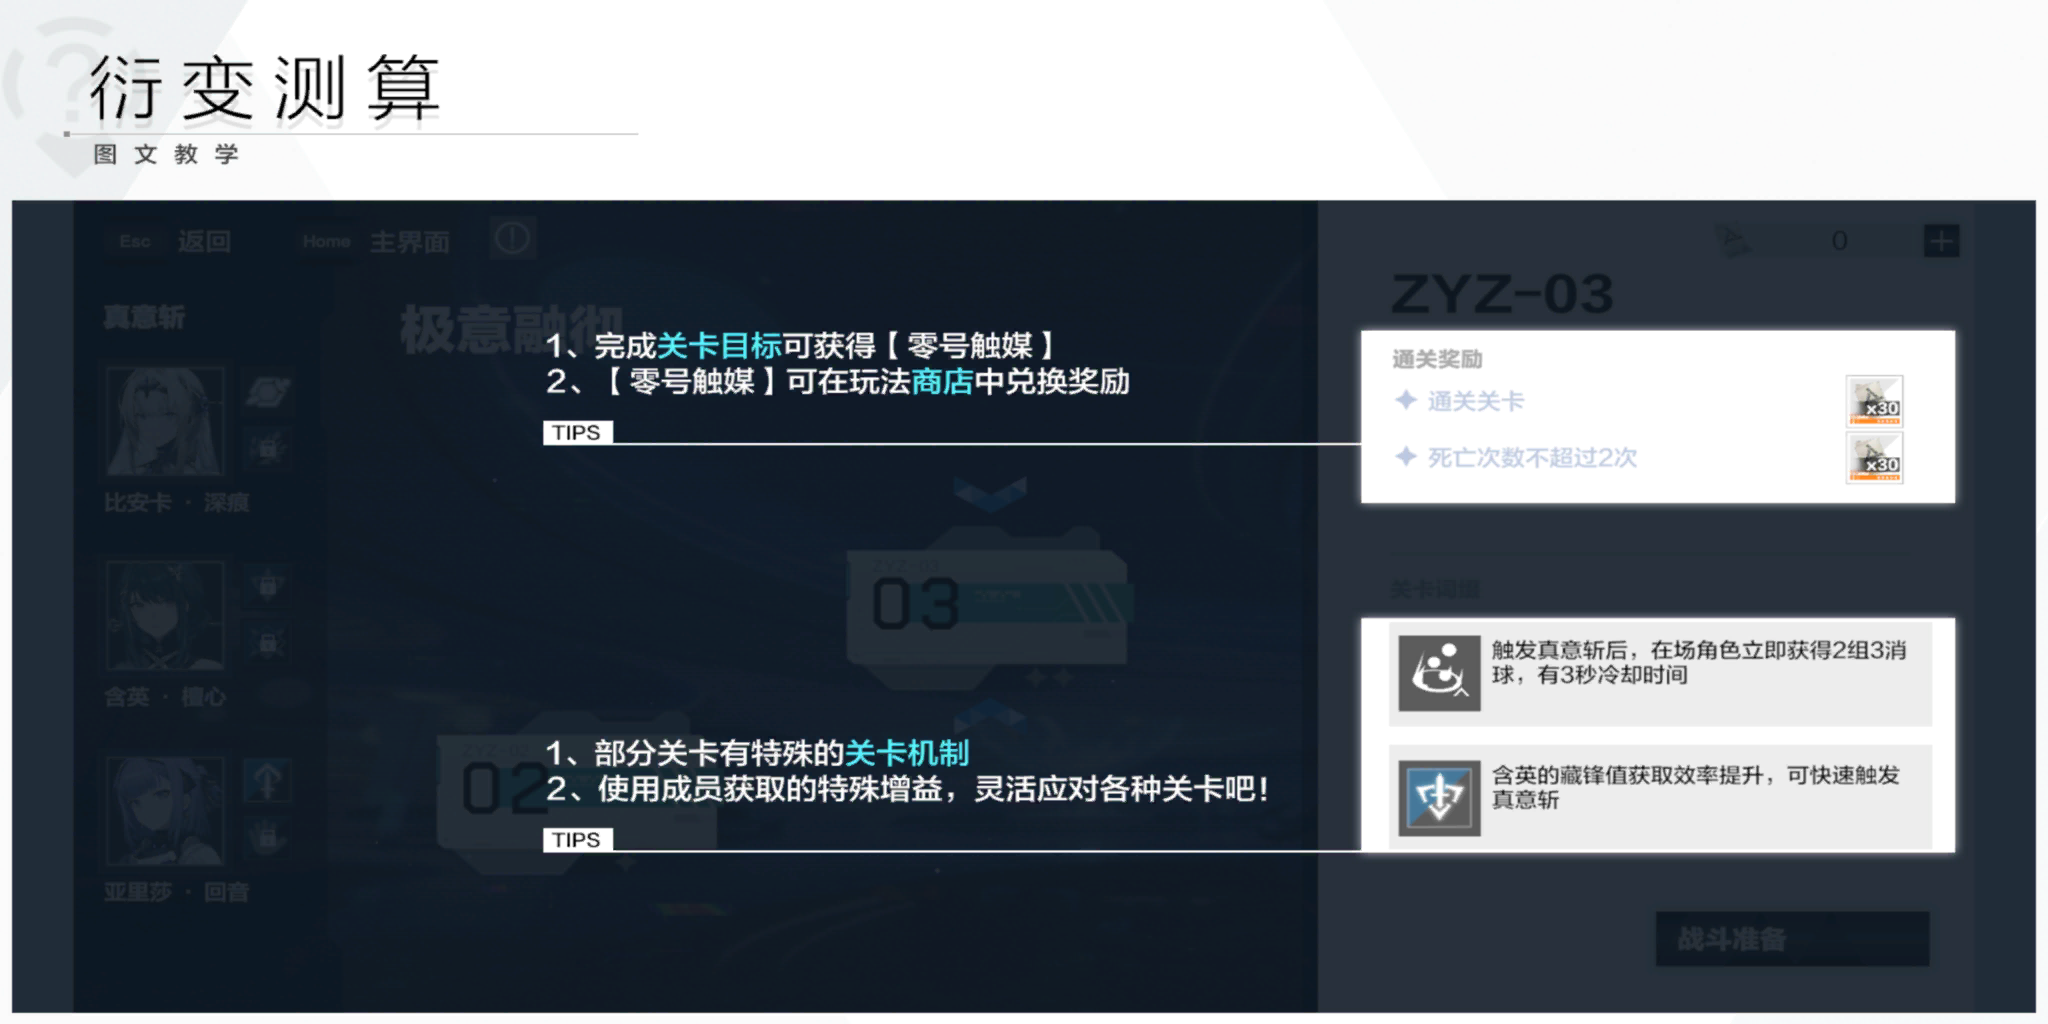 衍变测算
图文教学
Esc 返回 Home 主界面
0
真意斩
极意融彻
ZYZ-03
1、完成关卡目标可获得【零号触媒】
2、【零号触媒】可在玩法商店中兑换奖励
TIPS
通关奖励
通关关卡
x30
死亡次数不超过2次
x30
比安卡·深痕
ZYZ-03
03
关卡词缀
触发真意斩后，在场角色立即获得2组3消
球，有3秒冷却时间
含英·檀心
ZYZ-02
02
1、部分关卡有特殊的关卡机制
2、使用成员获取的特殊增益，灵活应对各种关卡吧！
TIPS
含英的藏锋值获取效率提升，可快速触发
真意斩
亚里莎·回音
战斗准备